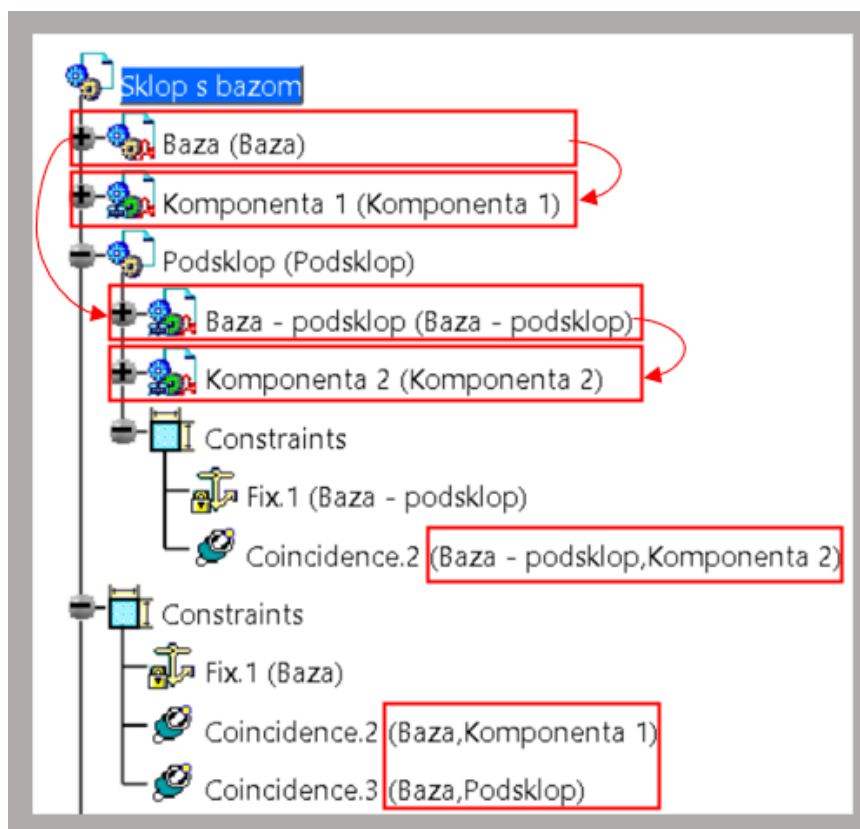 Sklop s bazom
Baza (Baza)
Komponenta 1 (Komponenta 1)
Podsklop (Podsklop)
Baza - podsklop (Baza - podsklop)
Komponenta 2 (Komponenta 2)
Constraints
Fix.1 (Baza - podsklop)
Coincidence.2 (Baza - podsklop,Komponenta 2)
Constraints
Fix.1 (Baza)
Coincidence.2 (Baza,Komponenta 1)
Coincidence.3 (Baza,Podsklop)